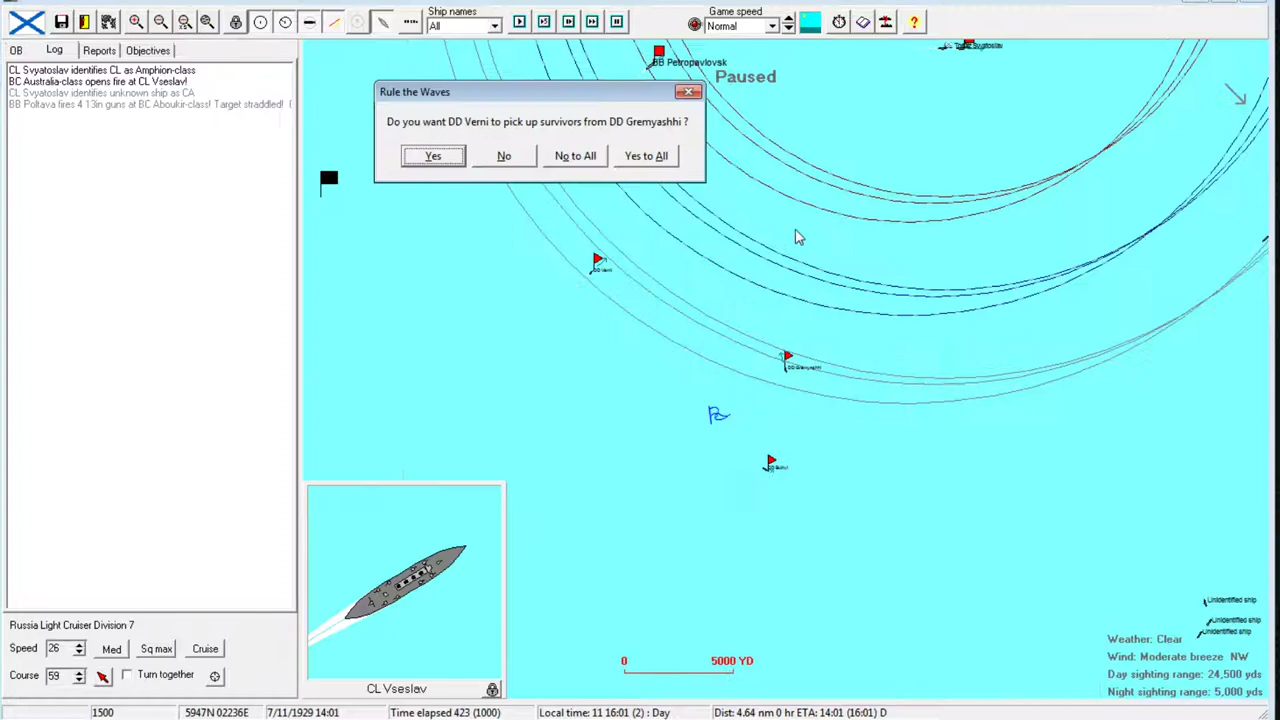 Ship names
All
Game speed
Normal
OB Log Reports Objectives
CL Svyatoslav identifies CL as Amphion-class
BC Australia-class opens fire at CL Vseslav!
CL Svyatoslav identifies unknown ship as CA
BB Poltava fires 4 13in guns at BC Aboukir-class! Target straddled! (
BB Petropavlovsk
Paused
Rule the Waves
Do you want DD Verni to pick up survivors from DD Gremyashhi ?
Yes No No to All Yes to All
DD Verni
DD Gremyashhi
Unidentified ship
Unidentified ship
Unidentified ship
Weather: Clear
Wind: Moderate breeze NW
Day sighting range: 24,500 yds
Night sighting range: 5,000 yds
0 5000 YD
CL Vseslav
Russia Light Cruiser Division 7
Speed 26 Med Sq max Cruise
Course 59 Turn together
1500 5947N 02236E 7/11/1929 14:01 Time elapsed 423 (1000) Local time: 11 16:01 (2) : Day Dist: 4.64 nm 0 hr ETA: 14:01 (16:01) D